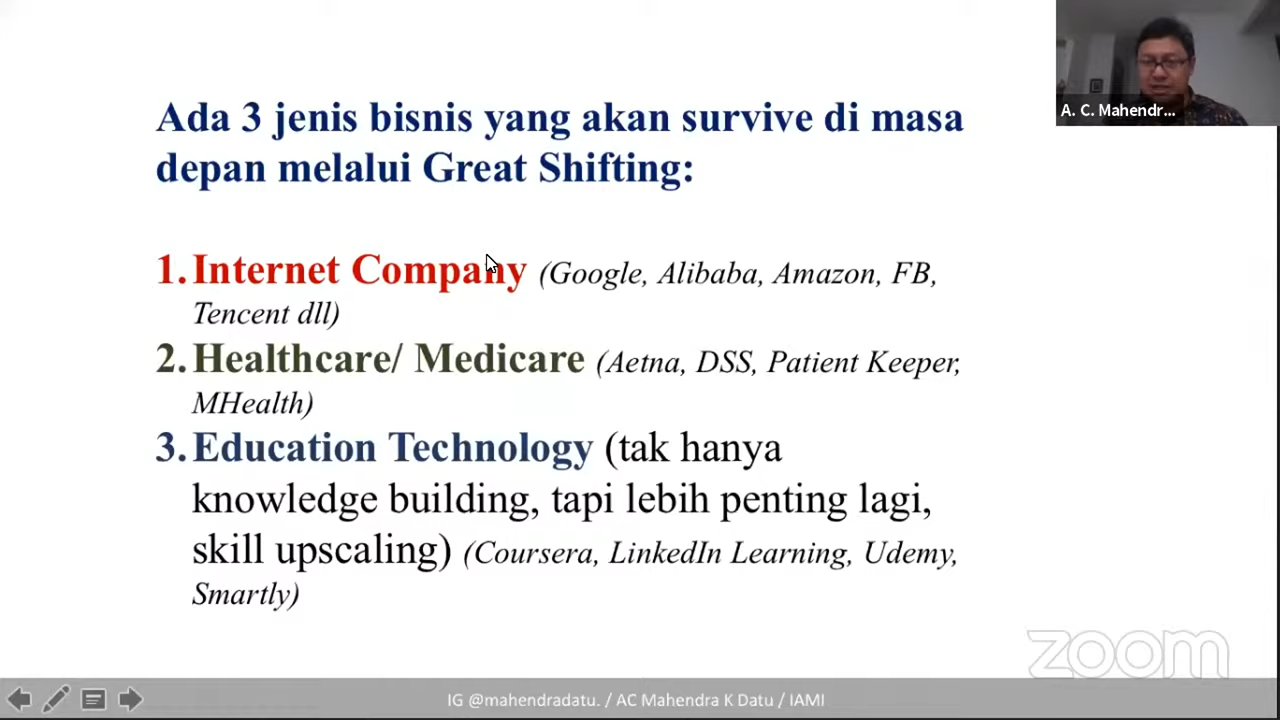 A. C. Mahendr...
Ada 3 jenis bisnis yang akan survive di masa
depan melalui Great Shifting:
1. Internet Company (Google, Alibaba, Amazon, FB,
Tencent dll)
2. Healthcare/ Medicare (Aetna, DSS, Patient Keeper,
MHealth)
3. Education Technology (tak hanya
knowledge building, tapi lebih penting lagi,
skill upscaling) (Coursera, LinkedIn Learning, Udemy,
Smartly)
zoom
IG @mahendradatu. / AC Mahendra K Datu / IAMI